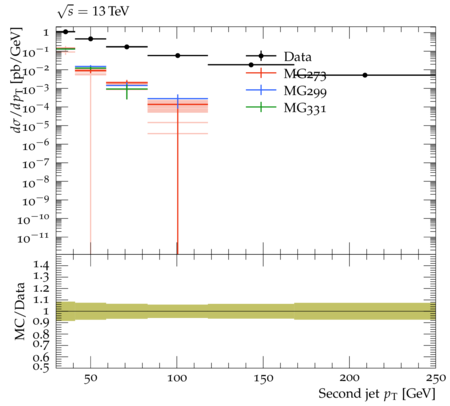 √s = 13 TeV
dσ/dpT [pb/GeV]
1
10⁻¹
10⁻²
10⁻³
10⁻⁴
10⁻⁵
10⁻⁶
10⁻⁷
10⁻⁸
10⁻⁹
10⁻¹⁰
10⁻¹¹
Data
MG273
MG299
MG331
MC/Data
1.4
1.3
1.2
1.1
1
0.9
0.8
0.7
0.6
0.5
50 100 150 200 250
Second jet pT [GeV]